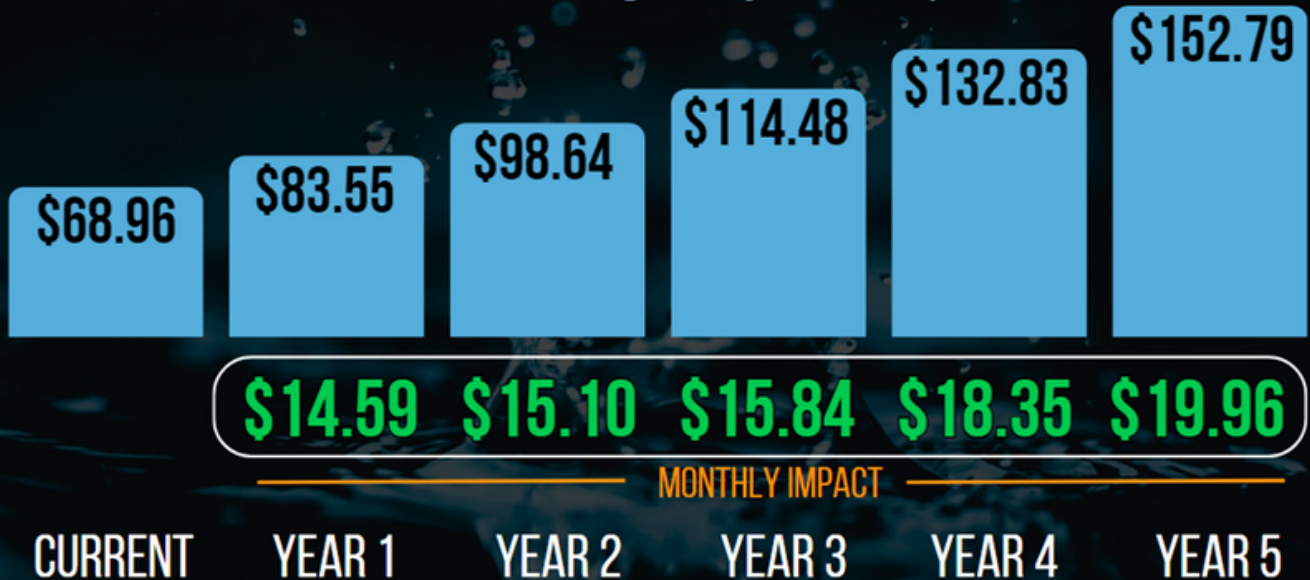 $68.96 $83.55 $98.64 $114.48 $132.83 $152.79
$14.59 $15.10 $15.84 $18.35 $19.96
MONTHLY IMPACT
CURRENT YEAR 1 YEAR 2 YEAR 3 YEAR 4 YEAR 5